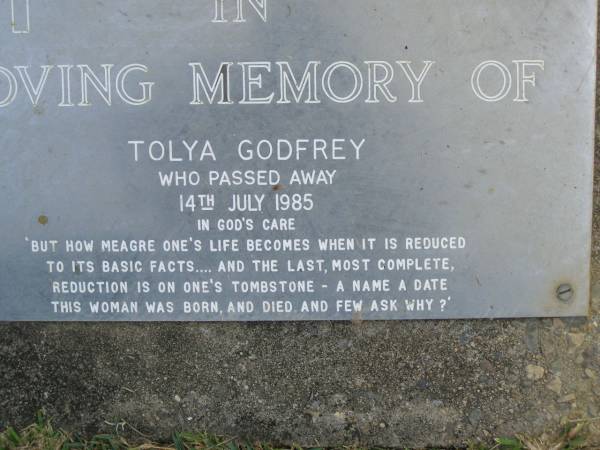 IN
OVING MEMORY OF
TOLYA GODFREY
WHO PASSED AWAY
14TH JULY 1985
IN GOD'S CARE
'BUT HOW MEAGRE ONE'S LIFE BECOMES WHEN IT IS REDUCED
TO ITS BASIC FACTS.... AND THE LAST, MOST COMPLETE,
REDUCTION IS ON ONE'S TOMBSTONE - A NAME A DATE
THIS WOMAN WAS BORN, AND DIED AND FEW ASK WHY?'